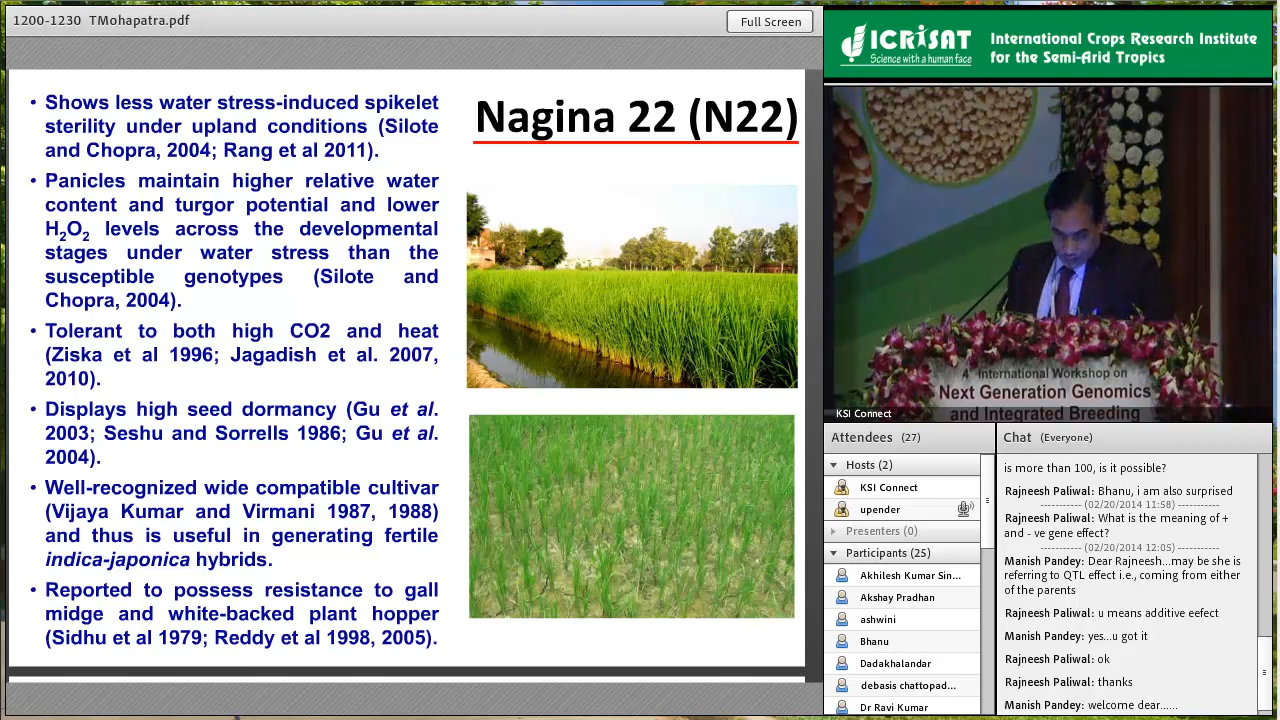 1200-1230 TMohapatra.pdf
Full Screen
• Shows less water stress-induced spikelet
sterility under upland conditions (Silote
and Chopra, 2004; Rang et al 2011).
• Panicles maintain higher relative water
content and turgor potential and lower
H2O2 levels across the developmental
stages under water stress than the
susceptible genotypes (Silote and
Chopra, 2004).
• Tolerant to both high CO2 and heat
(Ziska et al 1996; Jagadish et al. 2007,
2010).
• Displays high seed dormancy (Gu et al.
2003; Seshu and Sorrells 1986; Gu et al.
2004).
• Well-recognized wide compatible cultivar
(Vijaya Kumar and Virmani 1987, 1988)
and thus is useful in generating fertile
indica-japonica hybrids.
• Reported to possess resistance to gall
midge and white-backed plant hopper
(Sidhu et al 1979; Reddy et al 1998, 2005).
Nagina 22 (N22)
ICRISAT
Science with a human face
International Crops Research Institute
for the Semi-Arid Tropics
4th International Workshop on
Next Generation Genomics
and Integrated Breeding
KSI Connect
Attendees (27)
Hosts (2)
KSI Connect
upender
Presenters (0)
Participants (25)
Akhilesh Kumar Sin...
Akshay Pradhan
ashwini
Bhanu
Dadakhalandar
debasis chattopad...
Dr Ravi Kumar
Chat (Everyone)
is more than 100, is it possible?
Rajneesh Paliwal: Bhanu, i am also surprised
---------- (02/20/2014 11:58) ----------
Rajneesh Paliwal: What is the meaning of +
and - ve gene effect?
---------- (02/20/2014 12:05) ----------
Manish Pandey: Dear Rajneesh...may be she is
referring to QTL effect i.e., coming from either
of the parents
Rajneesh Paliwal: u means additive eefect
Manish Pandey: yes...u got it
Rajneesh Paliwal: ok
Rajneesh Paliwal: thanks
Manish Pandey: welcome dear......